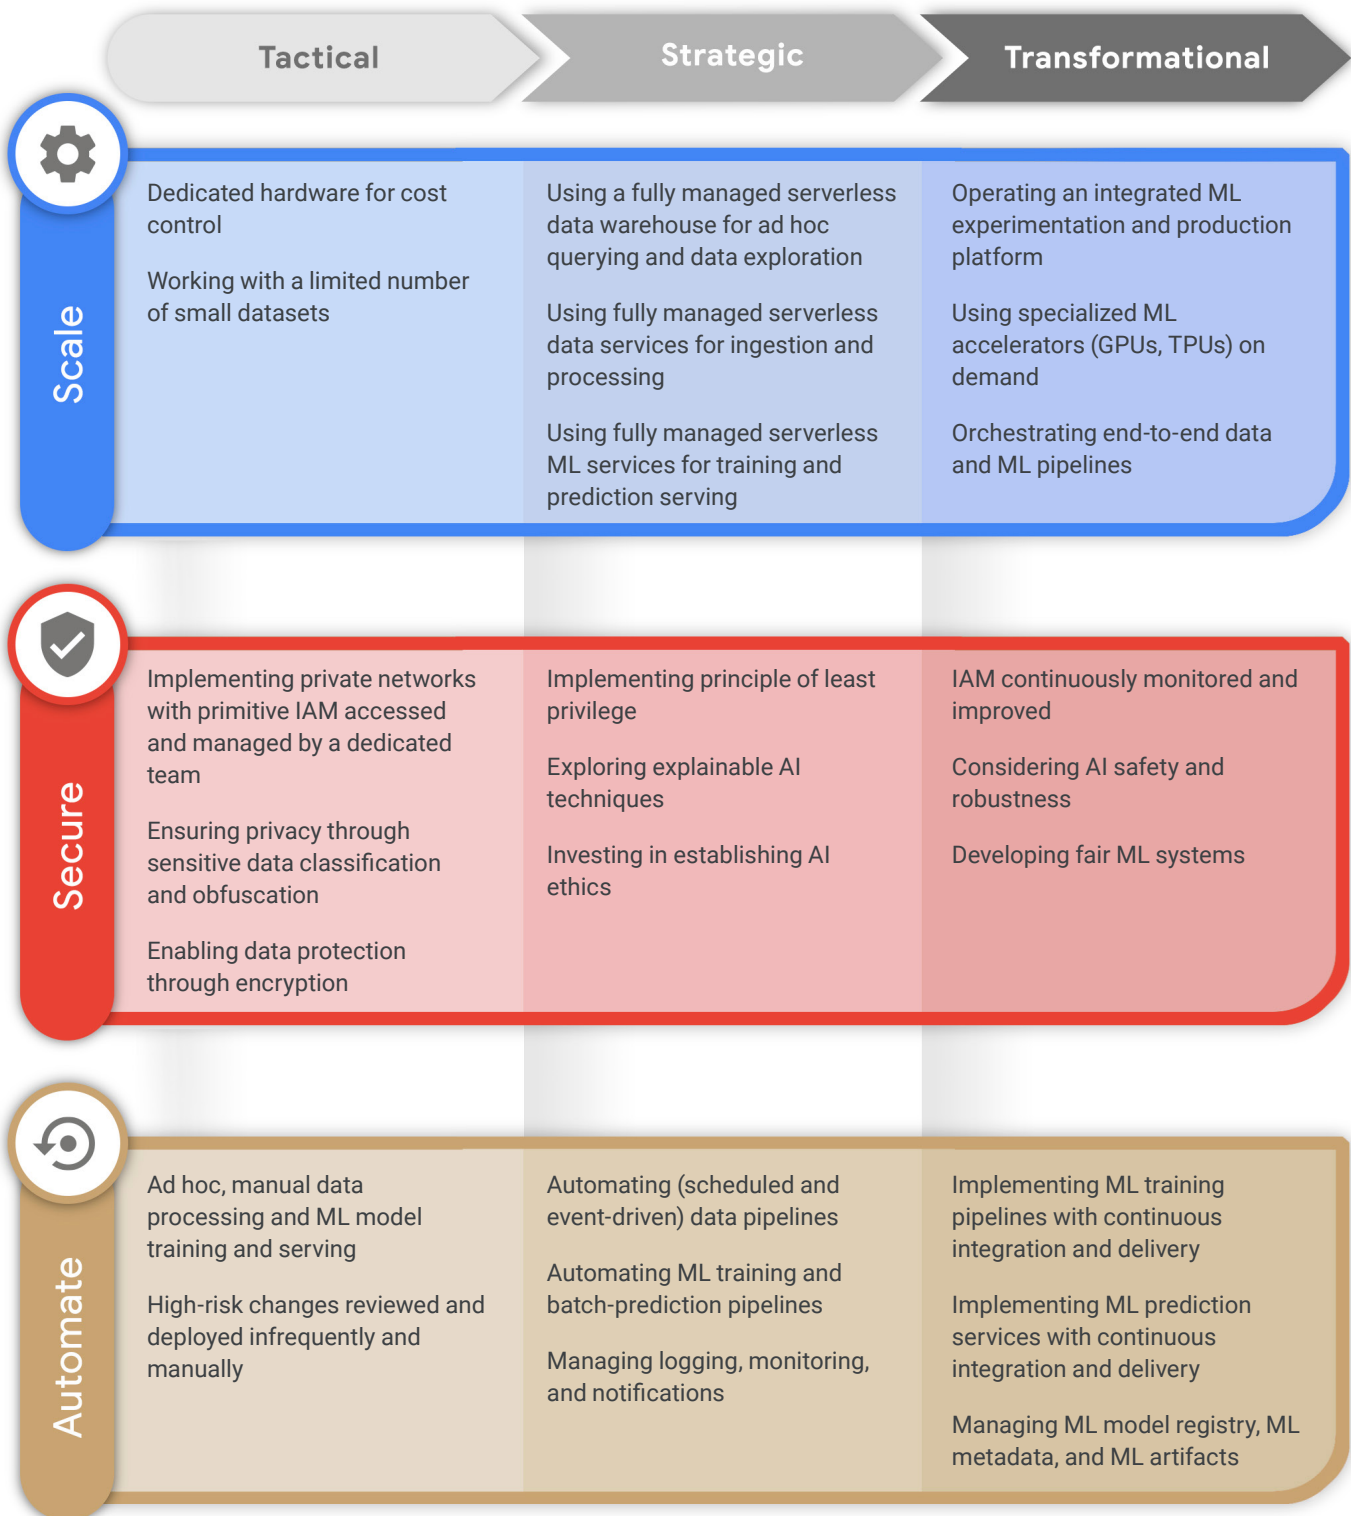 Tactical
Strategic
Transformational
Scale
Dedicated hardware for cost
control
Working with a limited number
of small datasets
Using a fully managed serverless
data warehouse for ad hoc
querying and data exploration
Using fully managed serverless
data services for ingestion and
processing
Using fully managed serverless
ML services for training and
prediction serving
Operating an integrated ML
experimentation and production
platform
Using specialized ML
accelerators (GPUs, TPUs) on
demand
Orchestrating end-to-end data
and ML pipelines
Secure
Implementing private networks
with primitive IAM accessed
and managed by a dedicated
team
Ensuring privacy through
sensitive data classification
and obfuscation
Enabling data protection
through encryption
Implementing principle of least
privilege
Exploring explainable AI
techniques
Investing in establishing AI
ethics
IAM continuously monitored and
improved
Considering AI safety and
robustness
Developing fair ML systems
Automate
Ad hoc, manual data
processing and ML model
training and serving
High-risk changes reviewed and
deployed infrequently and
manually
Automating (scheduled and
event-driven) data pipelines
Automating ML training and
batch-prediction pipelines
Managing logging, monitoring,
and notifications
Implementing ML training
pipelines with continuous
integration and delivery
Implementing ML prediction
services with continuous
integration and delivery
Managing ML model registry, ML
metadata, and ML artifacts